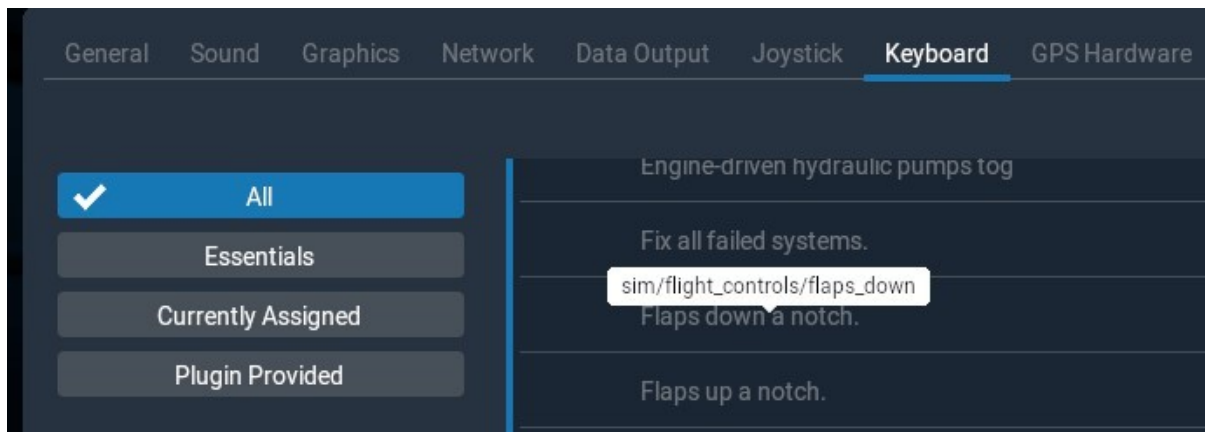 General Sound Graphics Network Data Output Joystick Keyboard GPS Hardware
All
Essentials
Currently Assigned
Plugin Provided
Engine-driven hydraulic pumps tog
Fix all failed systems.
sim/flight_controls/flaps_down
Flaps down a notch.
Flaps up a notch.